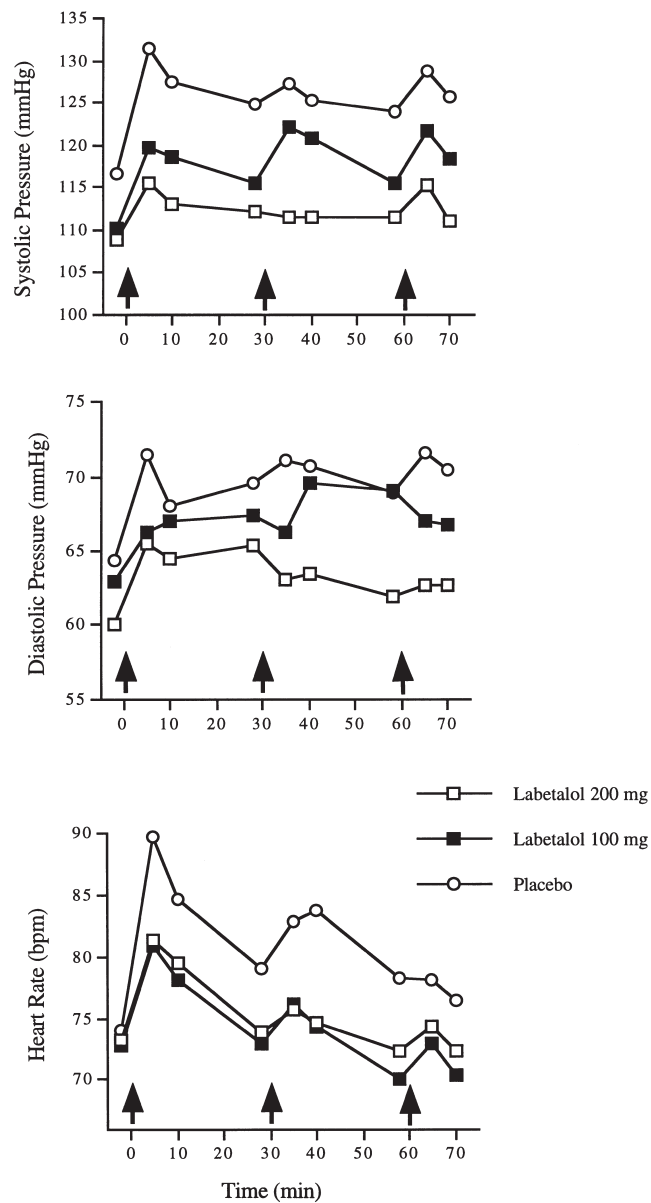 Systolic Pressure (mmHg)
135
130
125
120
115
110
105
100
0 10 20 30 40 50 60 70
Diastolic Pressure (mmHg)
75
70
65
60
55
0 10 20 30 40 50 60 70
Labetalol 200 mg
Labetalol 100 mg
Placebo
Heart Rate (bpm)
90
85
80
75
70
0 10 20 30 40 50 60 70
Time (min)